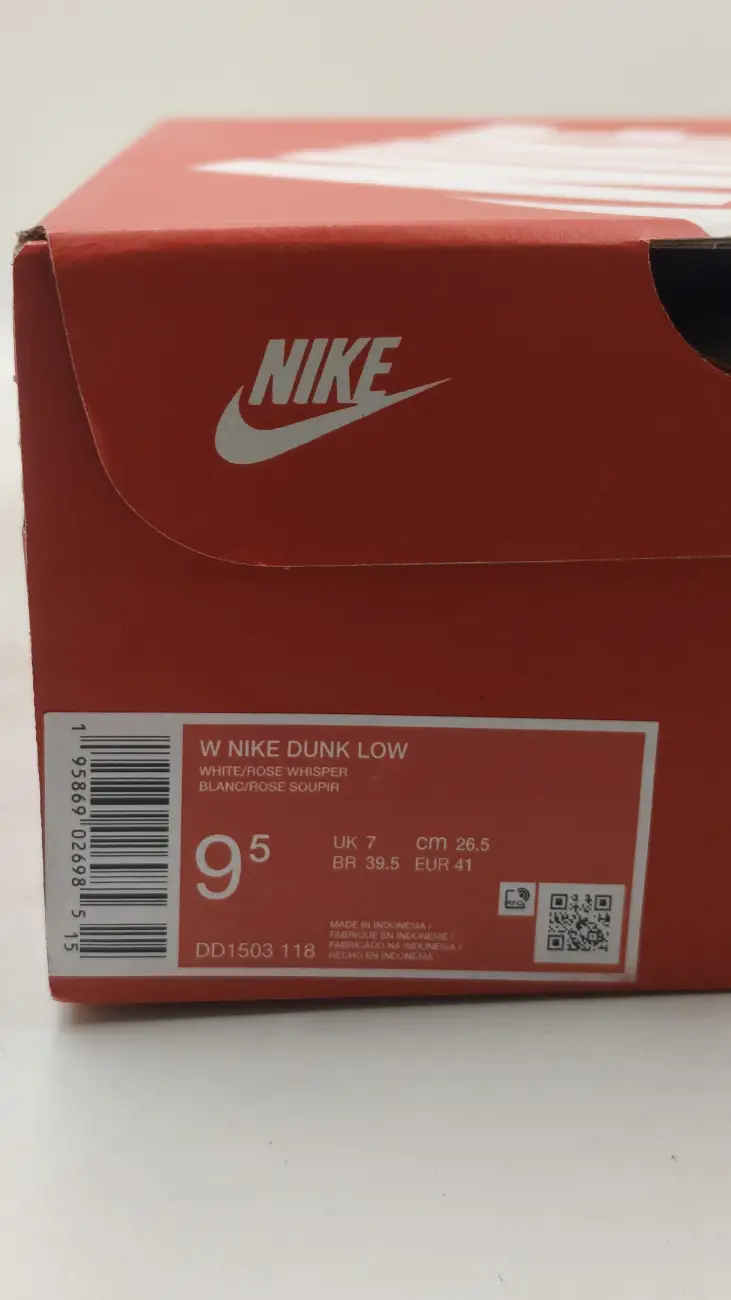 NIKE
1 95869 02698 5 15
W NIKE DUNK LOW
WHITE/ROSE WHISPER
BLANC/ROSE SOUPIR
9⁵
UK 7 cm 26.5
BR 39.5 EUR 41
RFID
DD1503 118
MADE IN INDONESIA /
FABRIQUE EN INDONESIE /
FABRICADO NA INDONESIA /
HECHO EN INDONESIA